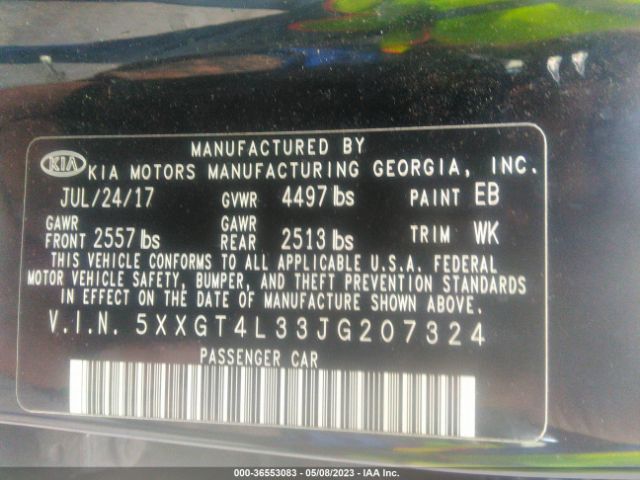 MANUFACTURED BY
KIA KIA MOTORS MANUFACTURING GEORGIA, INC.
JUL/24/17 GVWR 4497 lbs PAINT EB
GAWR FRONT 2557 lbs GAWR REAR 2513 lbs TRIM WK
THIS VEHICLE CONFORMS TO ALL APPLICABLE U.S.A. FEDERAL
MOTOR VEHICLE SAFETY, BUMPER, AND THEFT PREVENTION STANDARDS
IN EFFECT ON THE DATE OF MANUFACTURE SHOWN ABOVE.
V.I.N. 5XXGT4L33JG207324
PASSENGER CAR
000-36553083 - 05/08/2023 - IAA Inc.